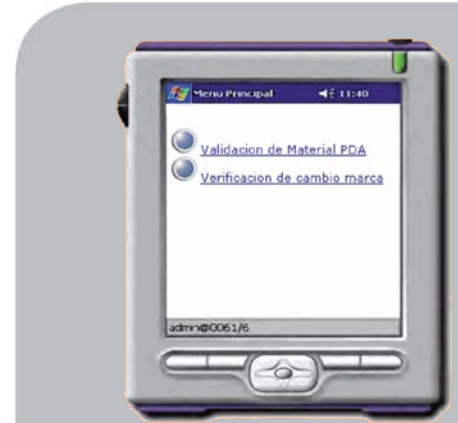 Menu Principal 11:40
Validacion de Material PDA
Verificacion de cambio marca
admin@0061/6